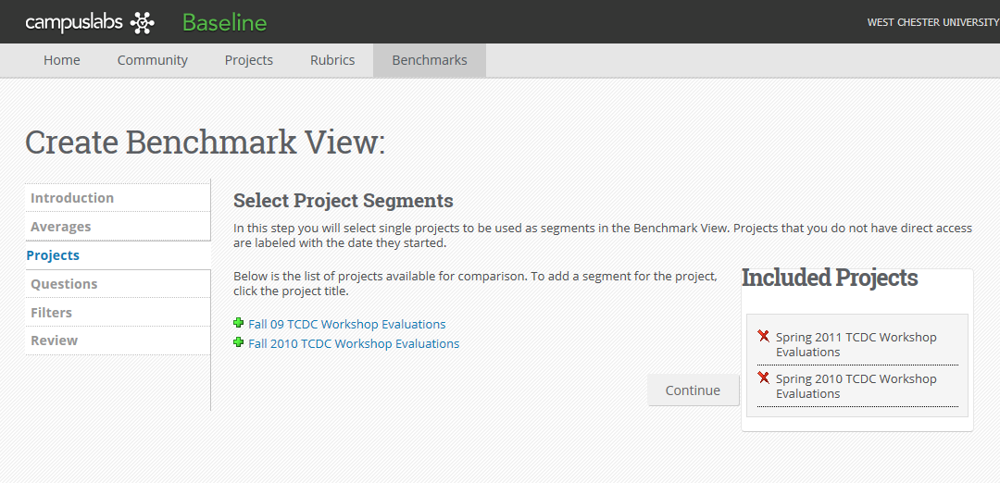 campuslabs Baseline WEST CHESTER UNIVERSITY
Home Community Projects Rubrics Benchmarks
Create Benchmark View:
Introduction
Averages
Projects
Questions
Filters
Review
Select Project Segments
In this step you will select single projects to be used as segments in the Benchmark View. Projects that you do not have direct access
are labeled with the date they started.
Below is the list of projects available for comparison. To add a segment for the project,
click the project title.
Fall 09 TCDC Workshop Evaluations
Fall 2010 TCDC Workshop Evaluations
Continue
Included Projects
Spring 2011 TCDC Workshop
Evaluations
Spring 2010 TCDC Workshop
Evaluations